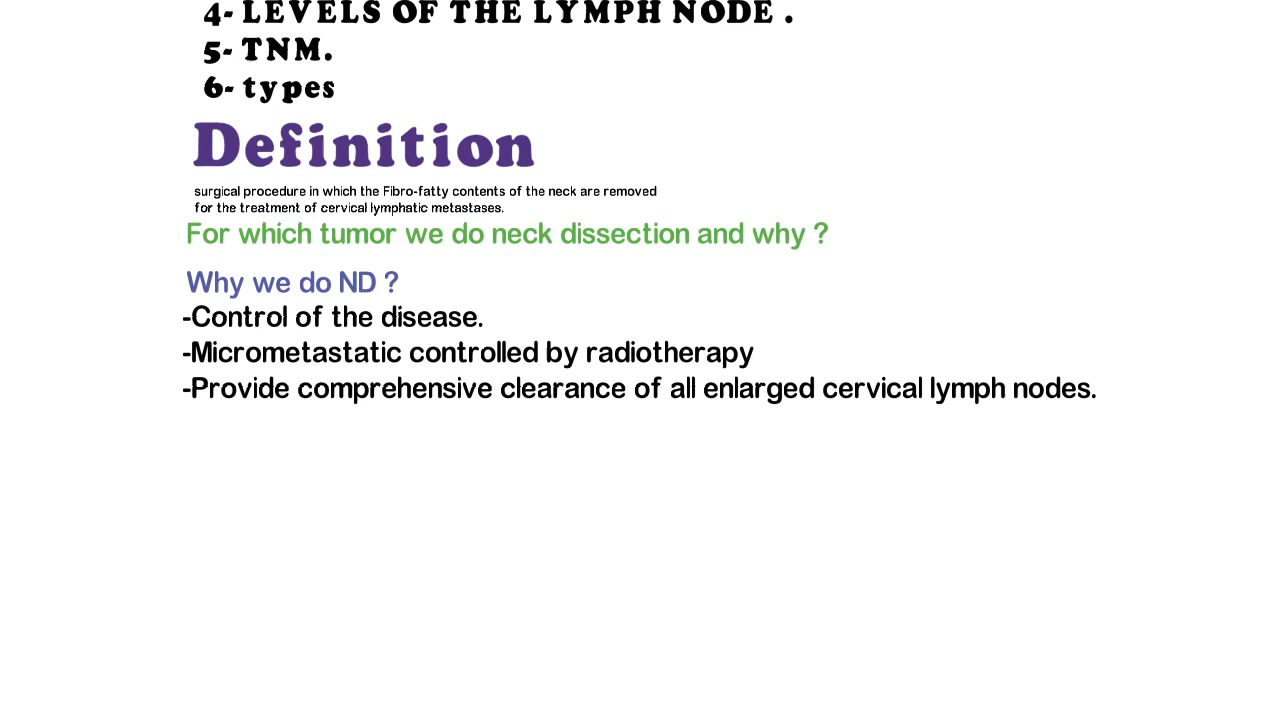 4- LEVELS OF THE LYMPH NODE .
5- TNM.
6- types
Definition
surgical procedure in which the Fibro-fatty contents of the neck are removed
for the treatment of cervical lymphatic metastases.
For which tumor we do neck dissection and why ?
Why we do ND ?
-Control of the disease.
-Micrometastatic controlled by radiotherapy
-Provide comprehensive clearance of all enlarged cervical lymph nodes.